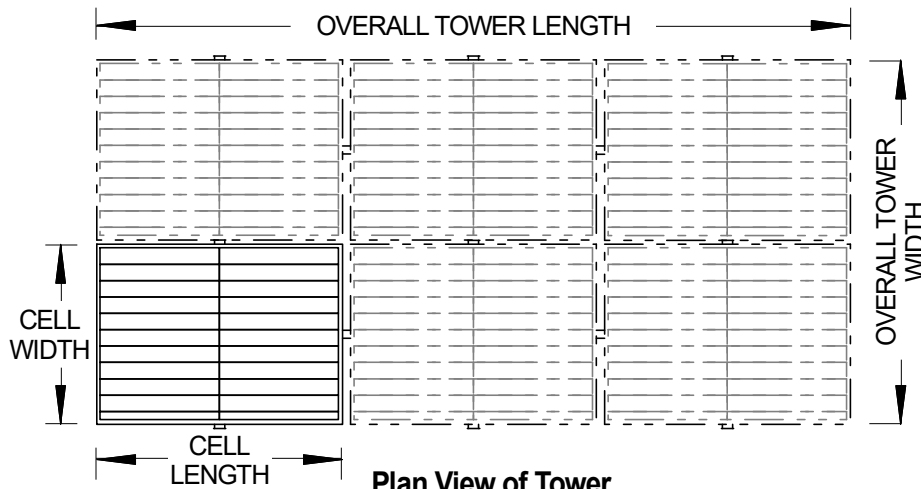 OVERALL TOWER LENGTH
OVERALL TOWER
WIDTH
CELL
WIDTH
CELL
LENGTH
Plan View of Tower